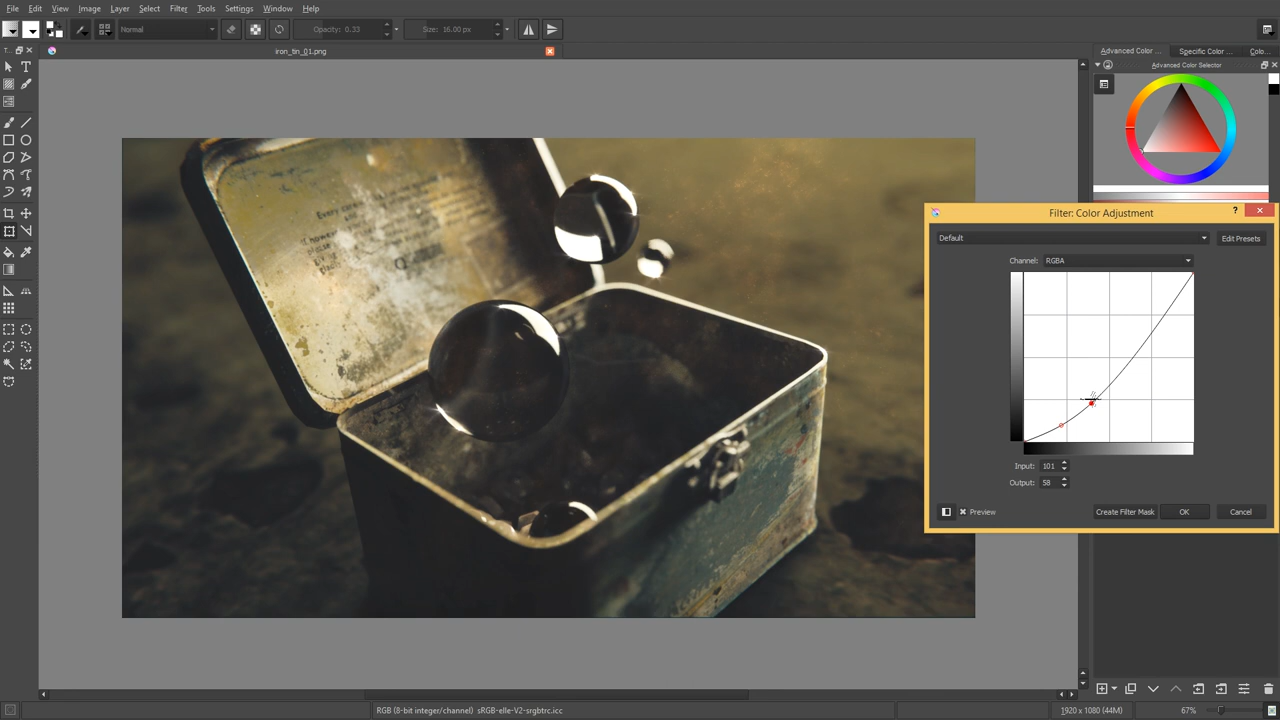 File Edit View Image Layer Select Filter Tools Settings Window Help
Normal Opacity: 0.33 Size: 16.00 px
T...
iron_tin_01.png
Advanced Color ... Specific Color ... Colo...
Advanced Color Selector
Filter: Color Adjustment ?
Default Edit Presets
Channel: RGBA
Input: 101
Output: 58
Preview Create Filter Mask OK Cancel
Every
RGB (8-bit integer/channel) sRGB-elle-V2-srgbtrc.icc 1920 x 1080 (44M) 67%